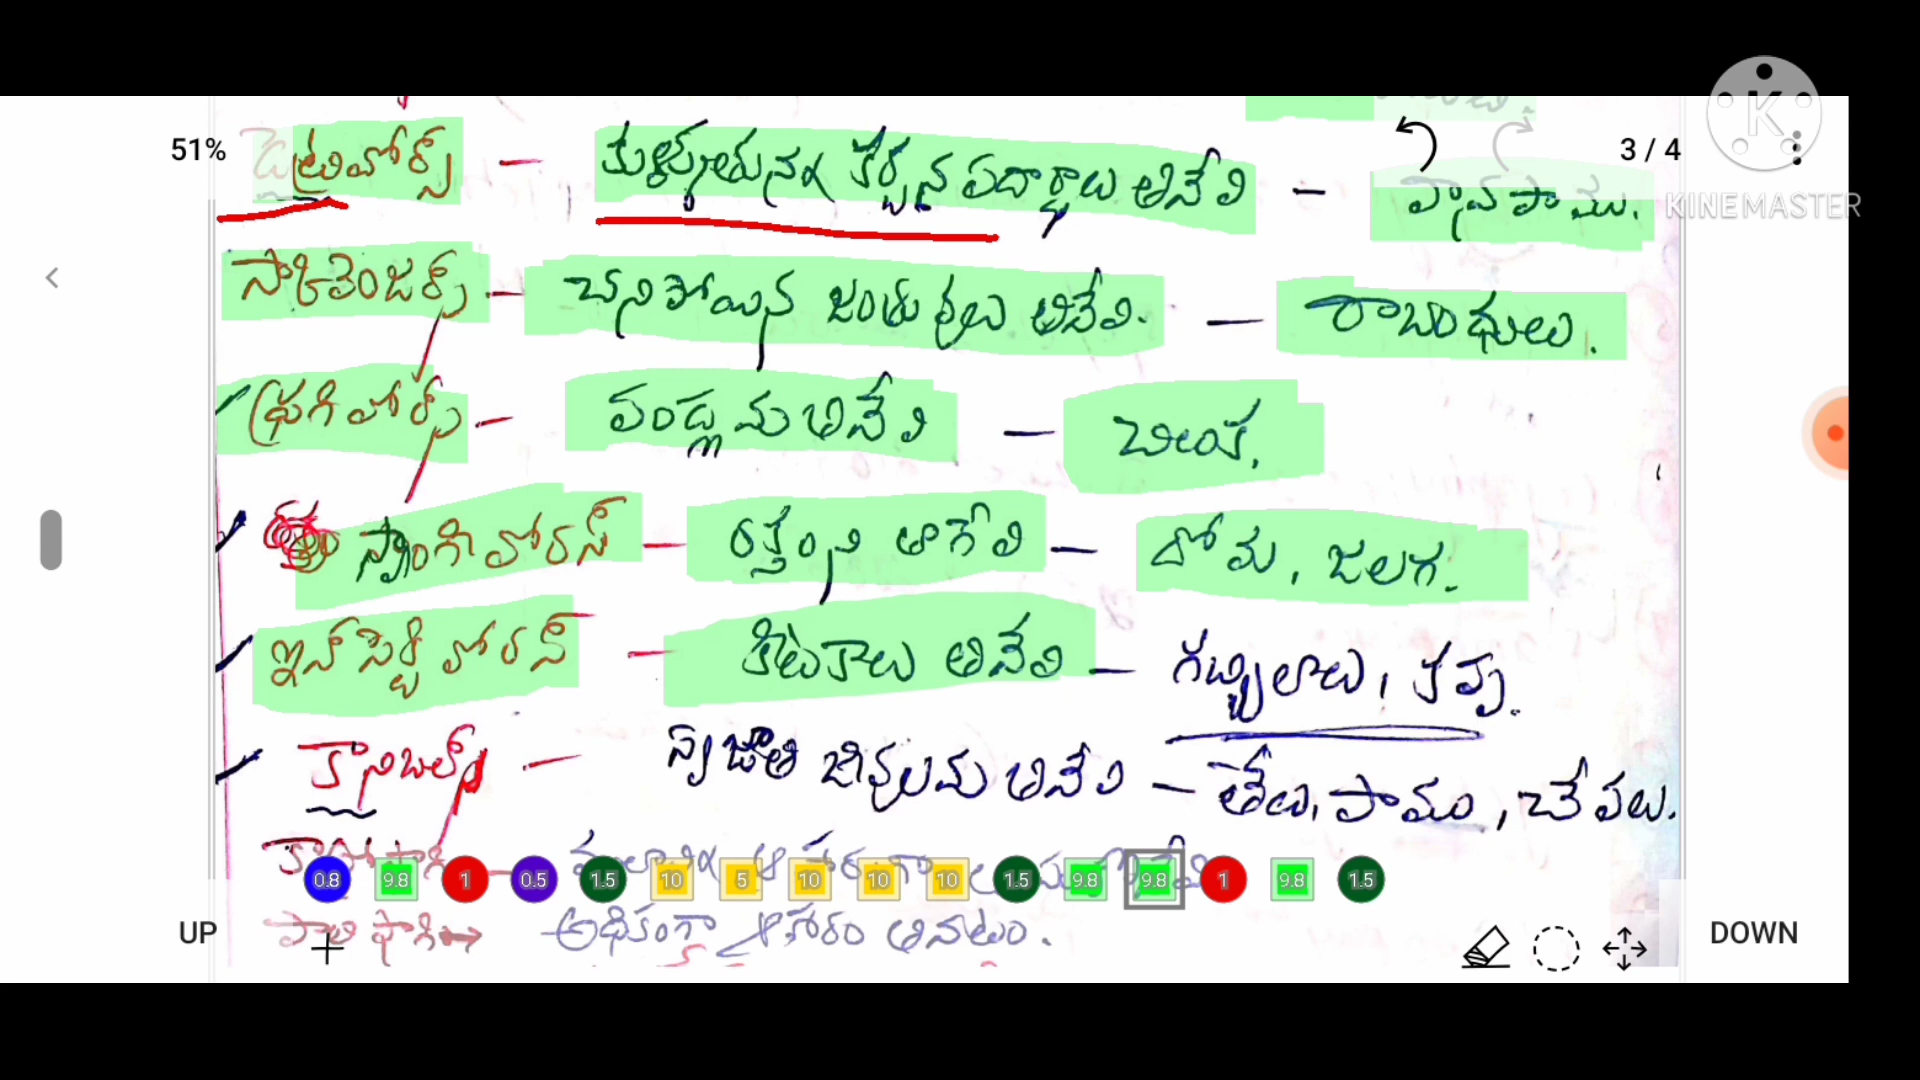 51%
3 / 4
KINEMASTER
డెట్రివోర్స్ - కుళ్ళుతున్న కర్బన పదార్థాలు తినేవి - వానపాము.
స్కావెంజర్స్ - చనిపోయిన జంతువులు తినేవి. - రాబందులు.
ఫ్రుగివోర్స్ - పండ్లను తినేవి - చిలుక.
స్వాంగివోరస్ - రక్తంని తాగేవి - దోమ, జలగ.
ఇన్‌సెక్టివోరస్ - కీటకాలు తినేవి - గబ్బిలాలు, కప్ప.
కానిబల్స్ - స్వజాతి జీవులను తినేవి - తేలు, పాము, చేపలు.
0.8 9.8 1 0.5 1.5 10 5 10 10 10 1.5 9.8 9.8 1 9.8 1.5
పాలిఫాగి → అధికంగా ఆహారం తినటం.
UP
DOWN